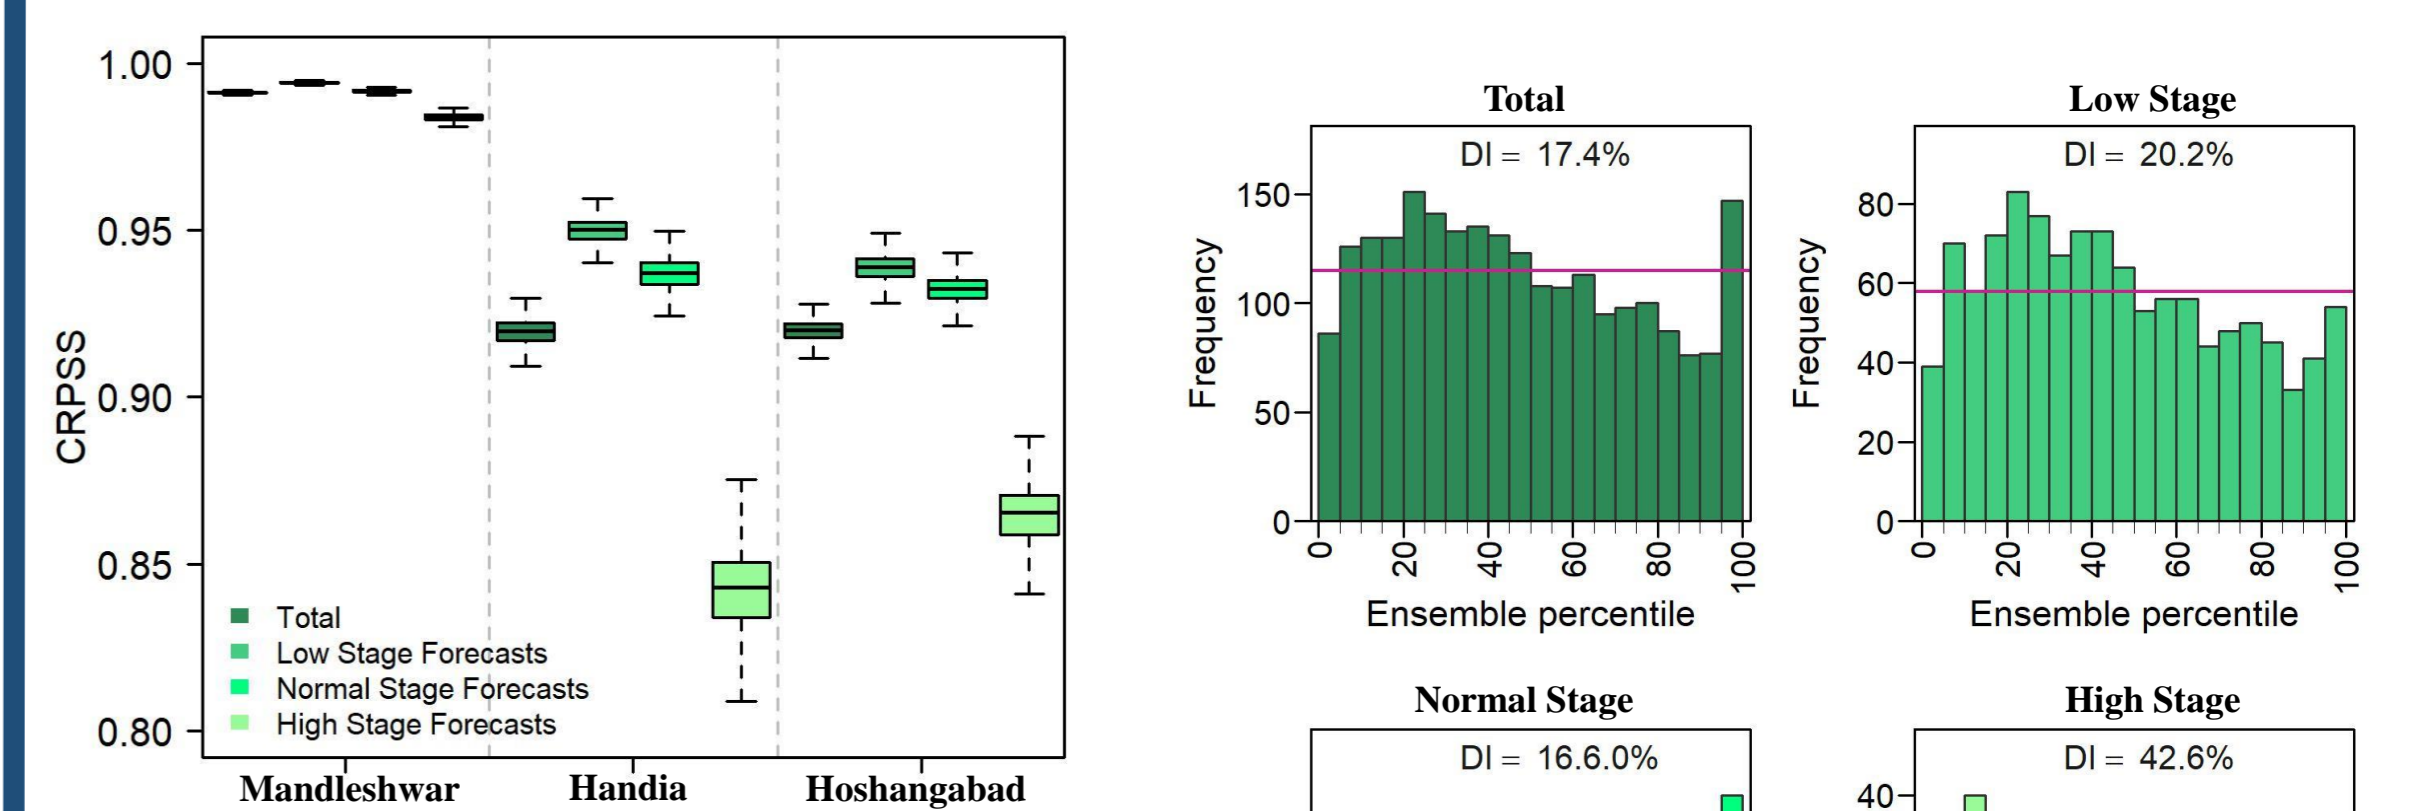 1.00
0.95
0.90
0.85
0.80
CRPSS
Total
Low Stage Forecasts
Normal Stage Forecasts
High Stage Forecasts
Mandleshwar
Handia
Hoshangabad
Total
DI = 17.4%
150
100
50
0
Frequency
0
20
40
60
80
100
Ensemble percentile
Low Stage
DI = 20.2%
80
60
40
20
0
Frequency
0
20
40
60
80
100
Ensemble percentile
Normal Stage
DI = 16.6.0%
High Stage
DI = 42.6%
40